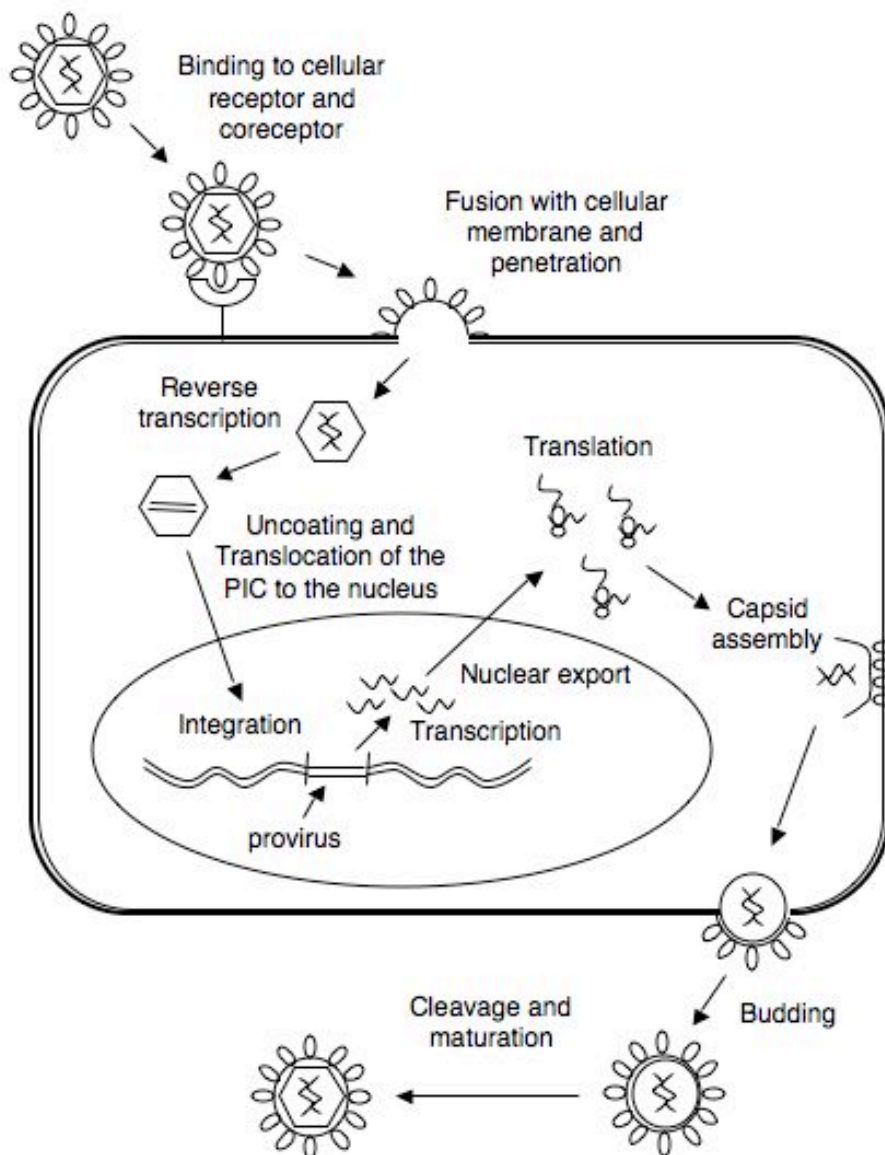 Binding to cellular
receptor and
coreceptor
Fusion with cellular
membrane and
penetration
Reverse
transcription
Translation
Uncoating and
Translocation of the
PIC to the nucleus
Capsid
assembly
Nuclear export
Integration
Transcription
provirus
Cleavage and
maturation
Budding